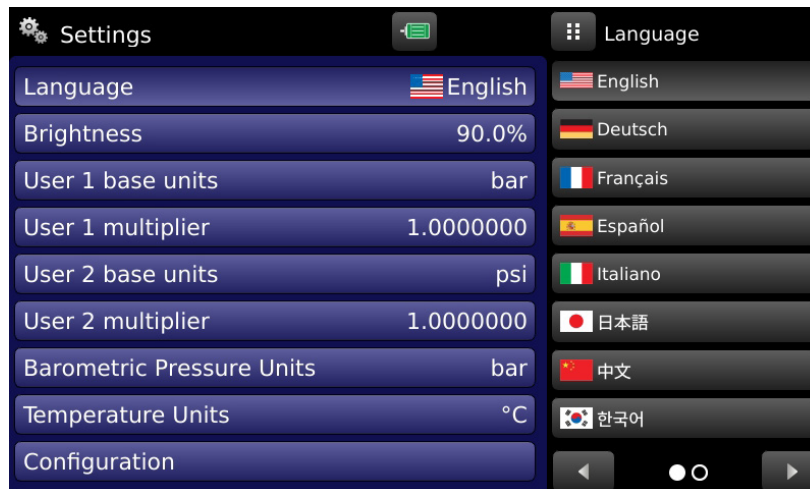 Settings
Language English
Brightness 90.0%
User 1 base units bar
User 1 multiplier 1.0000000
User 2 base units psi
User 2 multiplier 1.0000000
Barometric Pressure Units bar
Temperature Units °C
Configuration
Language
English
Deutsch
Français
Español
Italiano
日本語
中文
한국어